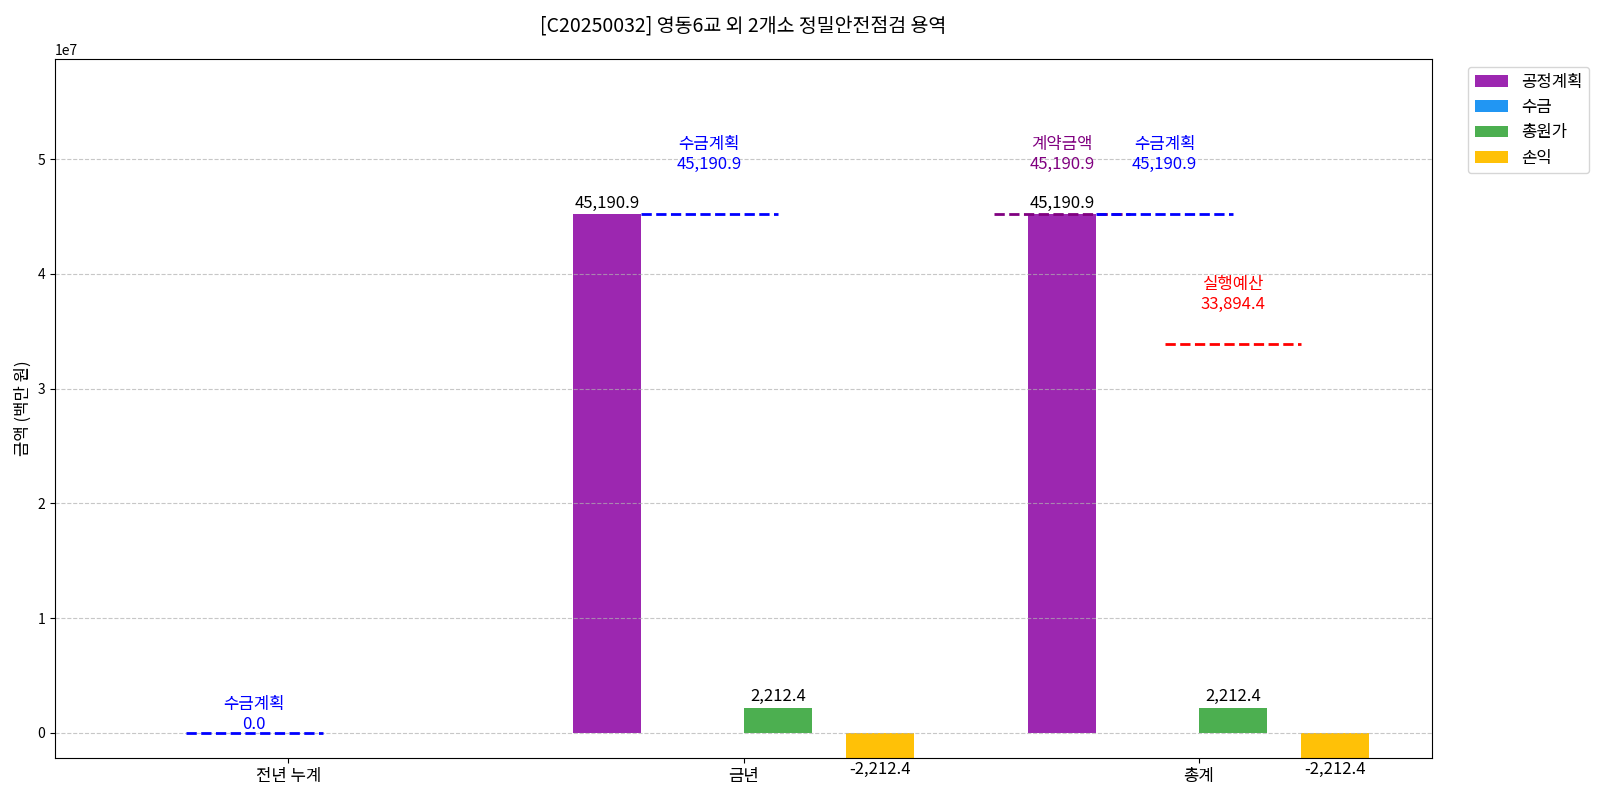 [C20250032] 영동6교 외 2개소 정밀안전점검 용역
1e7
공정계획
수금
총원가
손익
금액 (백만 원)
5
4
3
2
1
0
수금계획
45,190.9
계약금액
45,190.9
수금계획
45,190.9
45,190.9
45,190.9
실행예산
33,894.4
수금계획
0.0
2,212.4
2,212.4
-2,212.4
-2,212.4
전년 누계
금년
총계